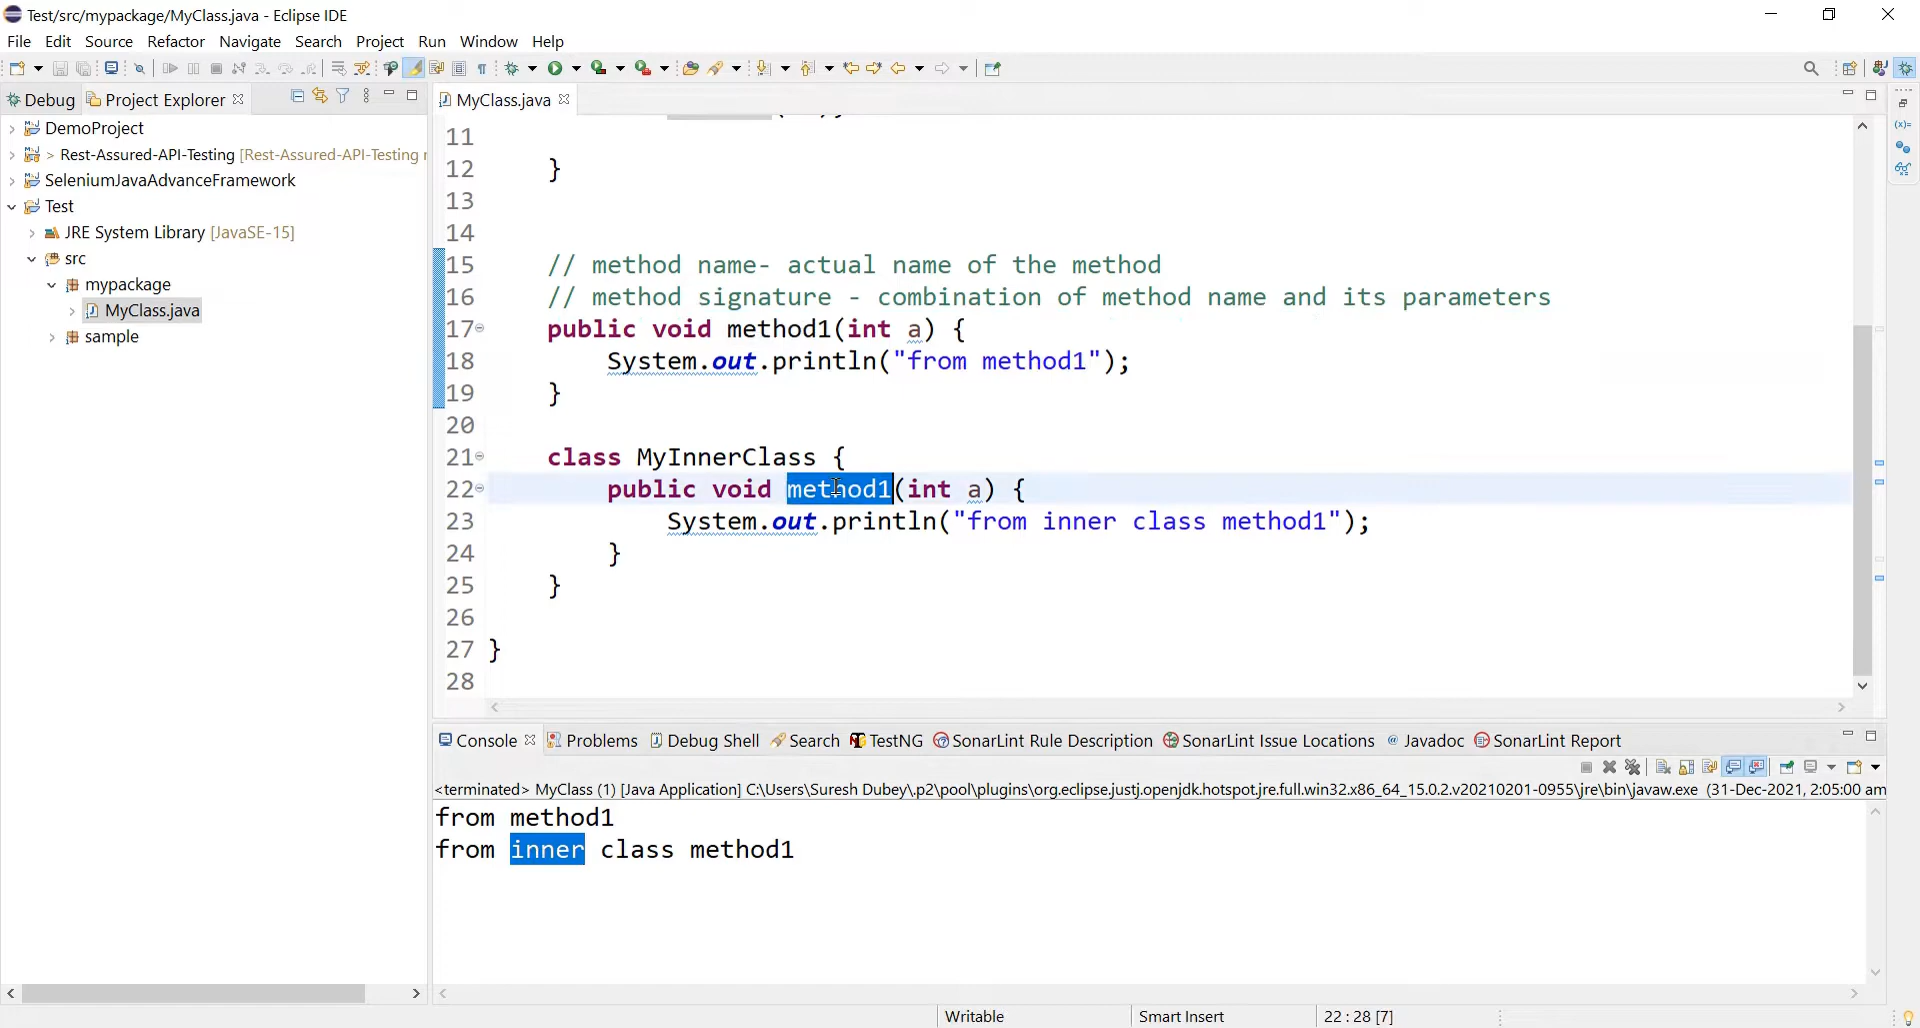 Test/src/mypackage/MyClass.java - Eclipse IDE
File Edit Source Refactor Navigate Search Project Run Window Help
Debug Project Explorer
MyClass.java
DemoProject
> Rest-Assured-API-Testing [Rest-Assured-API-Testing
SeleniumJavaAdvanceFramework
Test
JRE System Library [JavaSE-15]
src
mypackage
MyClass.java
sample
11
12 }
13
14
15 // method name- actual name of the method
16 // method signature - combination of method name and its parameters
17 public void method1(int a) {
18 System.out.println("from method1");
19 }
20
21 class MyInnerClass {
22 public void method1(int a) {
23 System.out.println("from inner class method1");
24 }
25 }
26
27 }
28
Console Problems Debug Shell Search TestNG SonarLint Rule Description SonarLint Issue Locations Javadoc SonarLint Report
<terminated> MyClass (1) [Java Application] C:\Users\Suresh Dubey\.p2\pool\plugins\org.eclipse.justj.openjdk.hotspot.jre.full.win32.x86_64_15.0.2.v20210201-0955\jre\bin\javaw.exe (31-Dec-2021, 2:05:00 am
from method1
from inner class method1
Writable Smart Insert 22 : 28 [7]